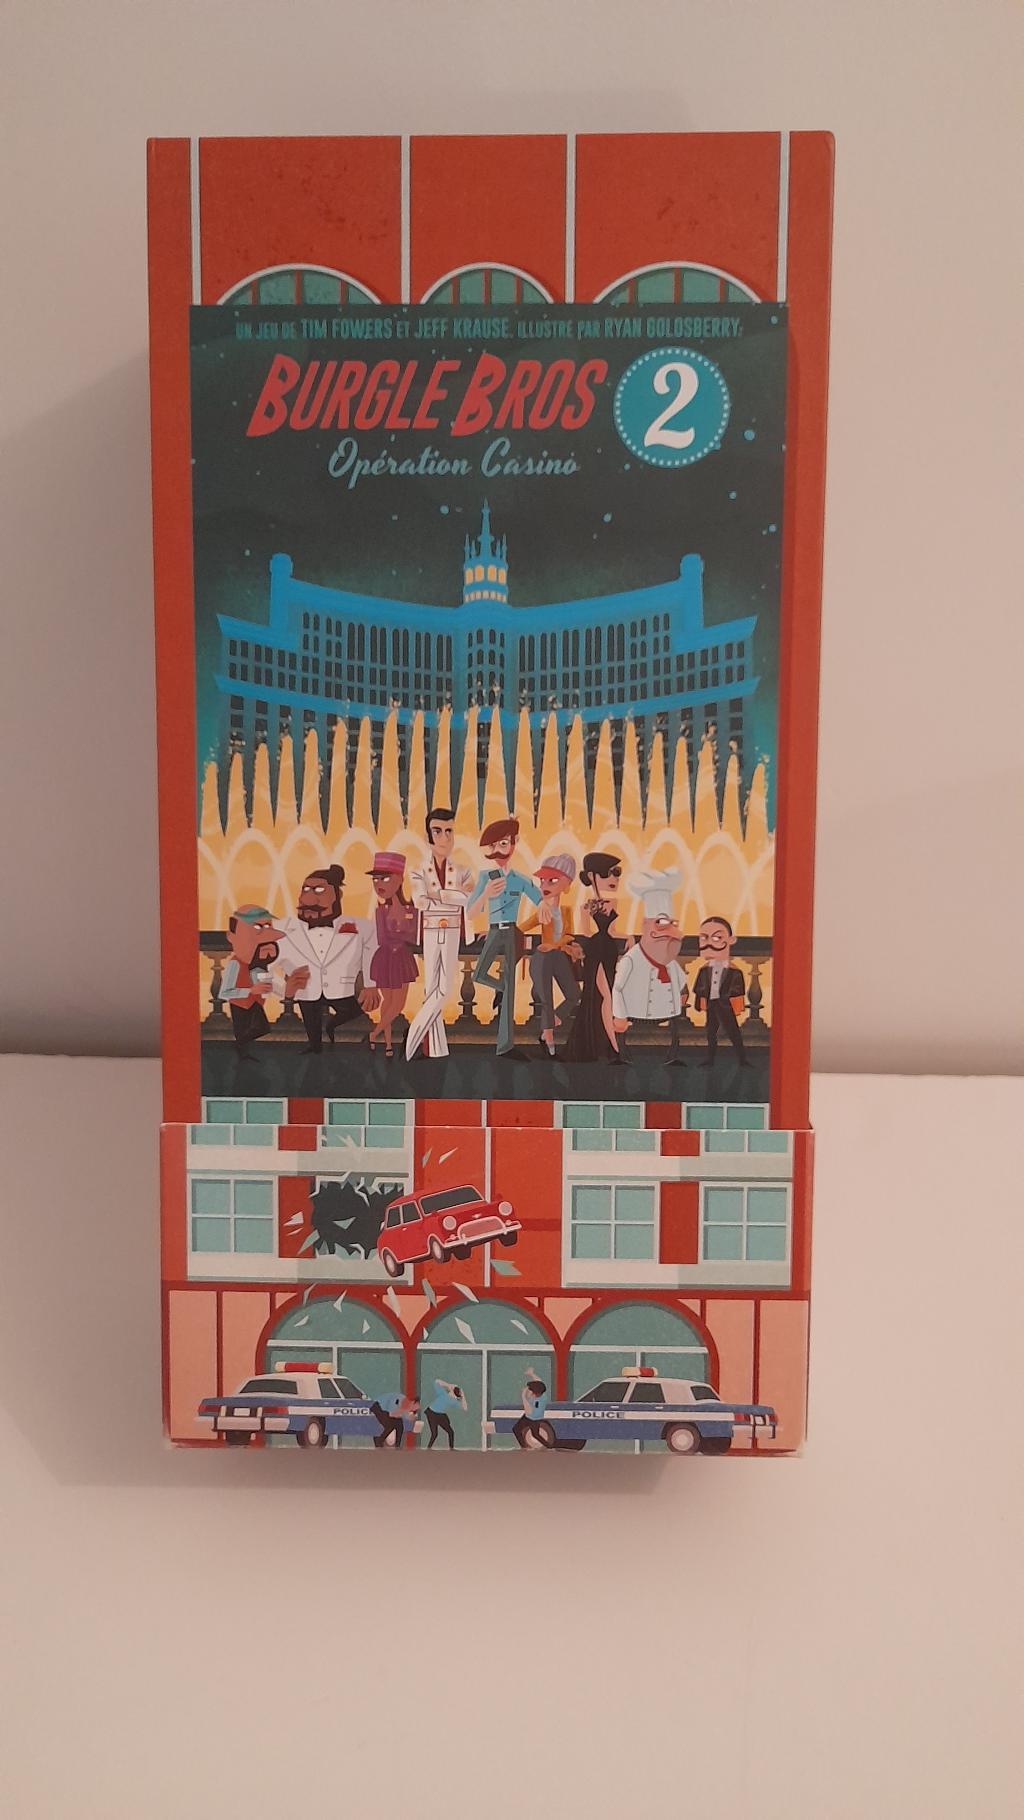 UN JEU DE TIM FOWERS ET JEFF KRAUSE. ILLUSTRÉ PAR RYAN GOLDSBERRY.
BURGLE BROS 2
Opération Casino
POLICE
POLICE